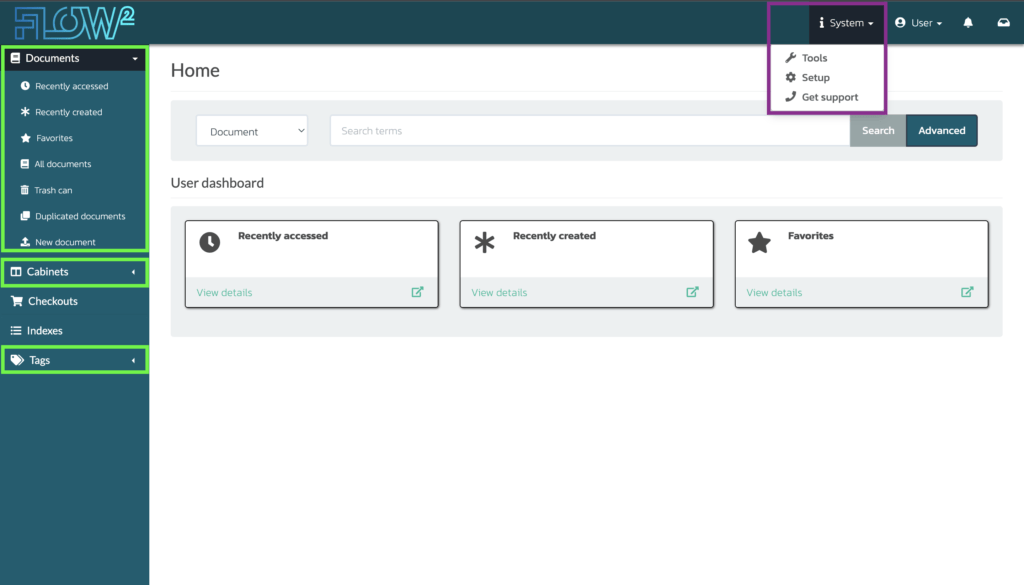 FLOW²
System
User
Documents
Recently accessed
Recently created
Favorites
All documents
Trash can
Duplicated documents
New document
Cabinets
Checkouts
Indexes
Tags
Tools
Setup
Get support
Home
Document
Search terms
Search
Advanced
User dashboard
Recently accessed
View details
Recently created
View details
Favorites
View details